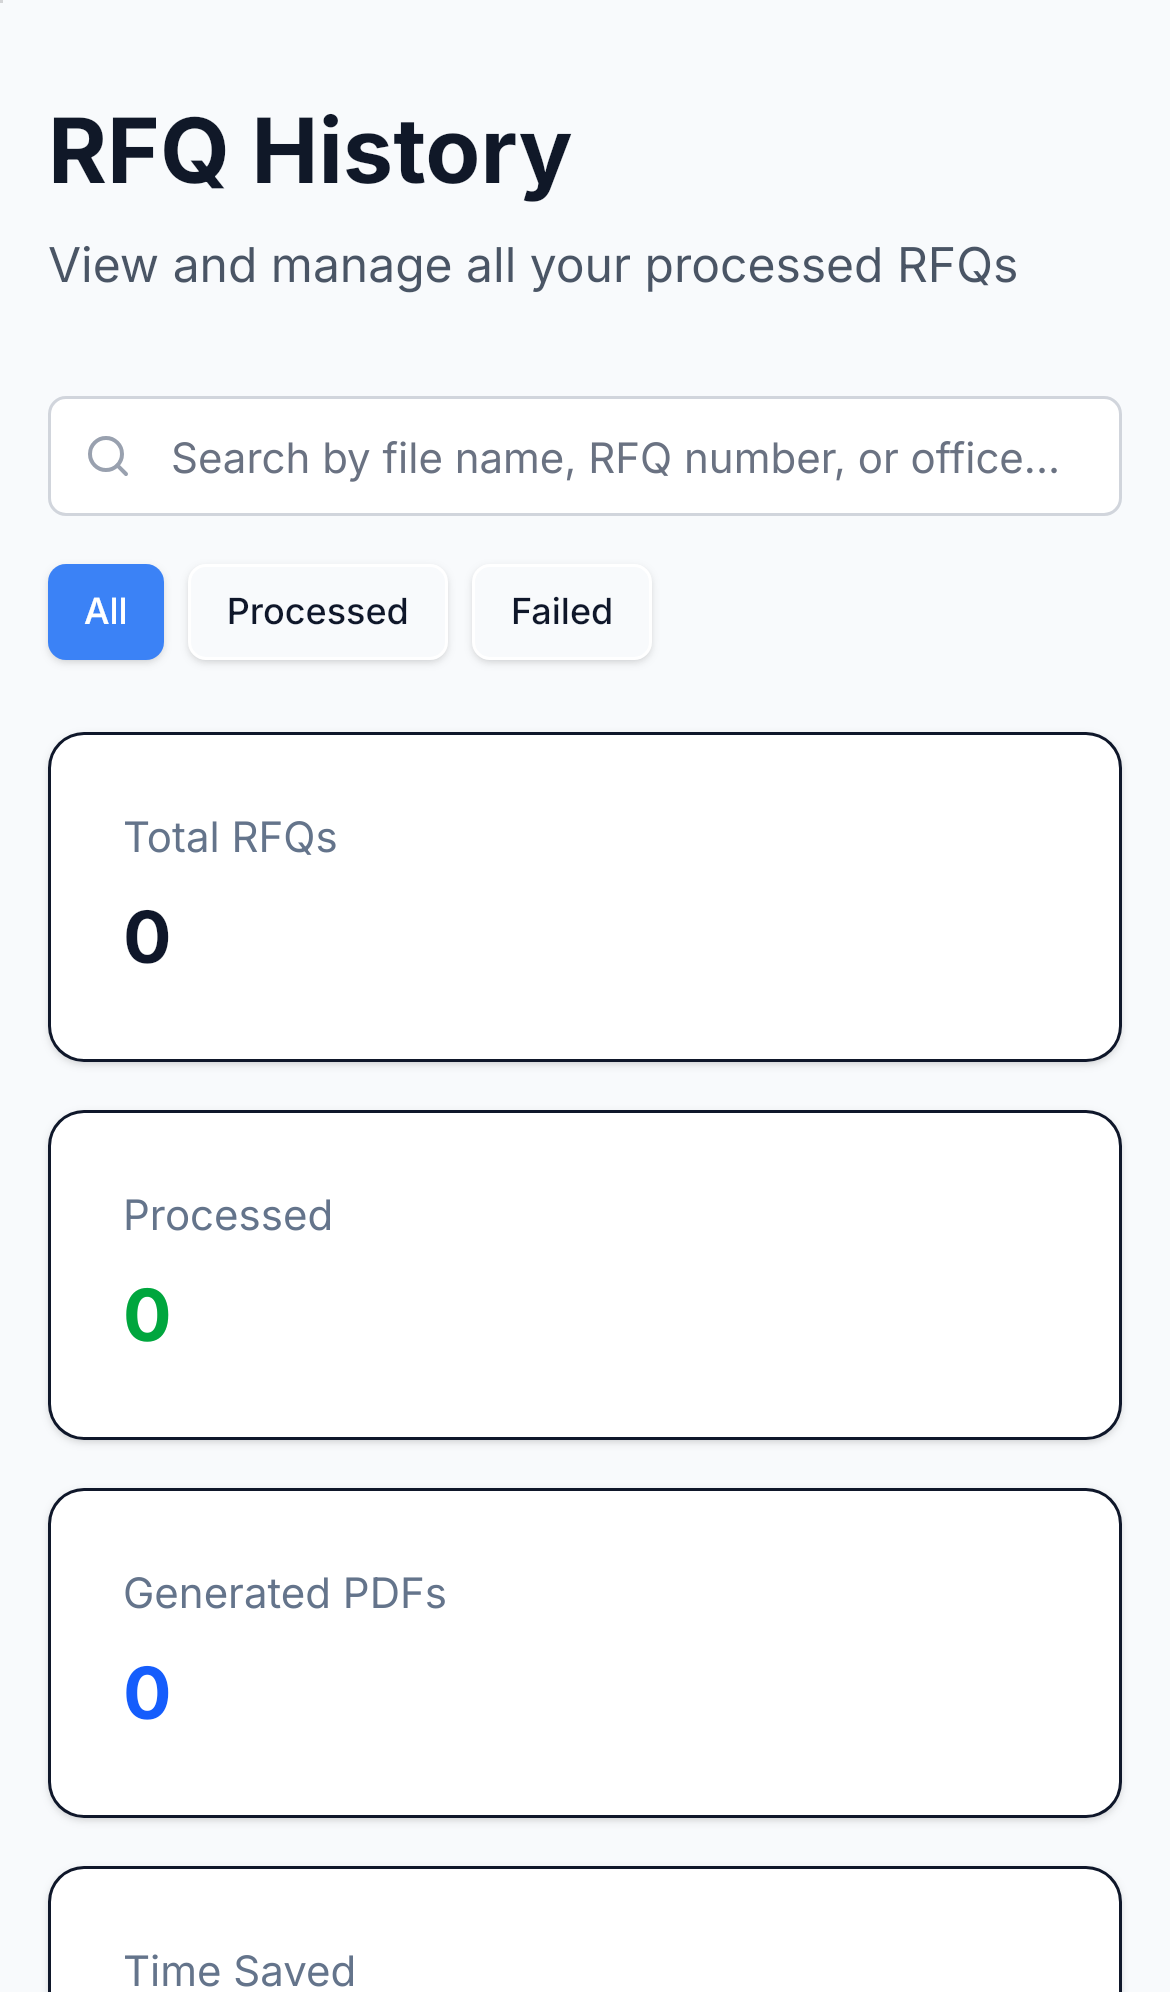 RFQ History
View and manage all your processed RFQs
Search by file name, RFQ number, or office...
All
Processed
Failed
Total RFQs
0
Processed
0
Generated PDFs
0
Time Saved